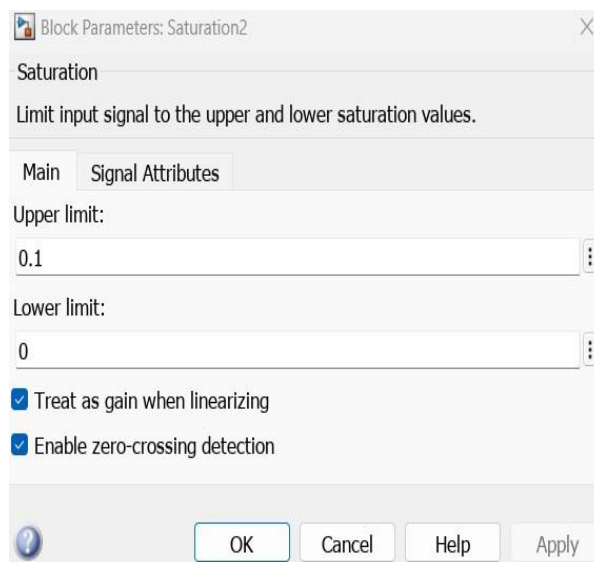 Block Parameters: Saturation2
Saturation
Limit input signal to the upper and lower saturation values.
Main Signal Attributes
Upper limit:
0.1
Lower limit:
0
Treat as gain when linearizing
Enable zero-crossing detection
OK Cancel Help Apply